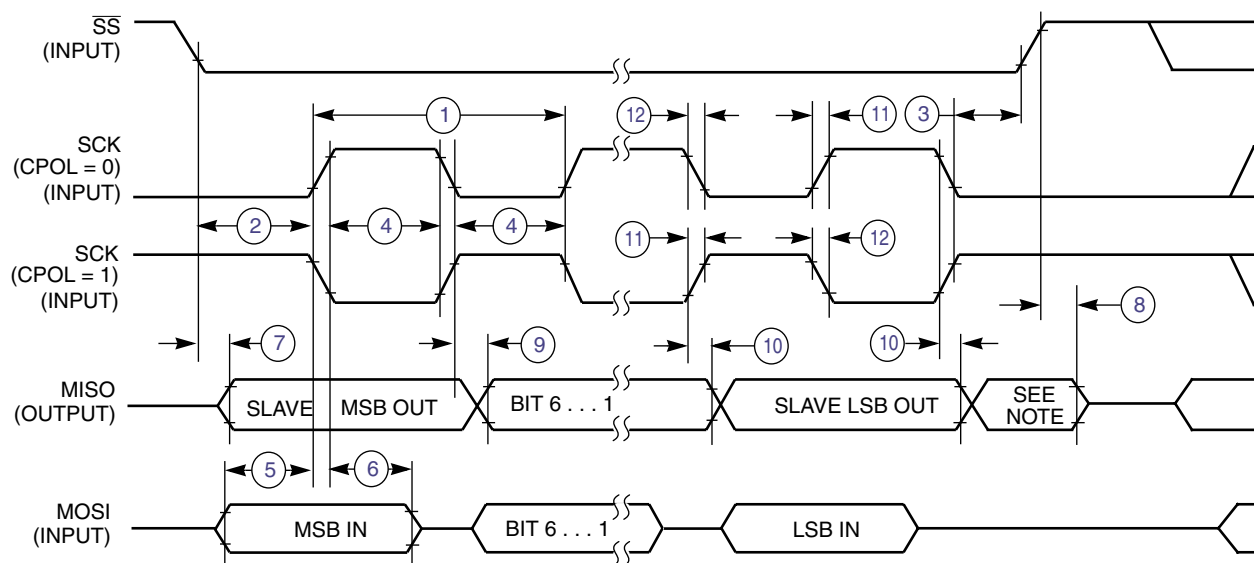 SS
(INPUT)
1
12
11
3
SCK
(CPOL = 0)
(INPUT)
2
4
4
SCK
(CPOL = 1)
(INPUT)
11
12
7
9
10
10
8
MISO
(OUTPUT)
SLAVE MSB OUT
BIT 6 . . . 1
SLAVE LSB OUT
SEE
NOTE
5
6
MOSI
(INPUT)
MSB IN
BIT 6 . . . 1
LSB IN